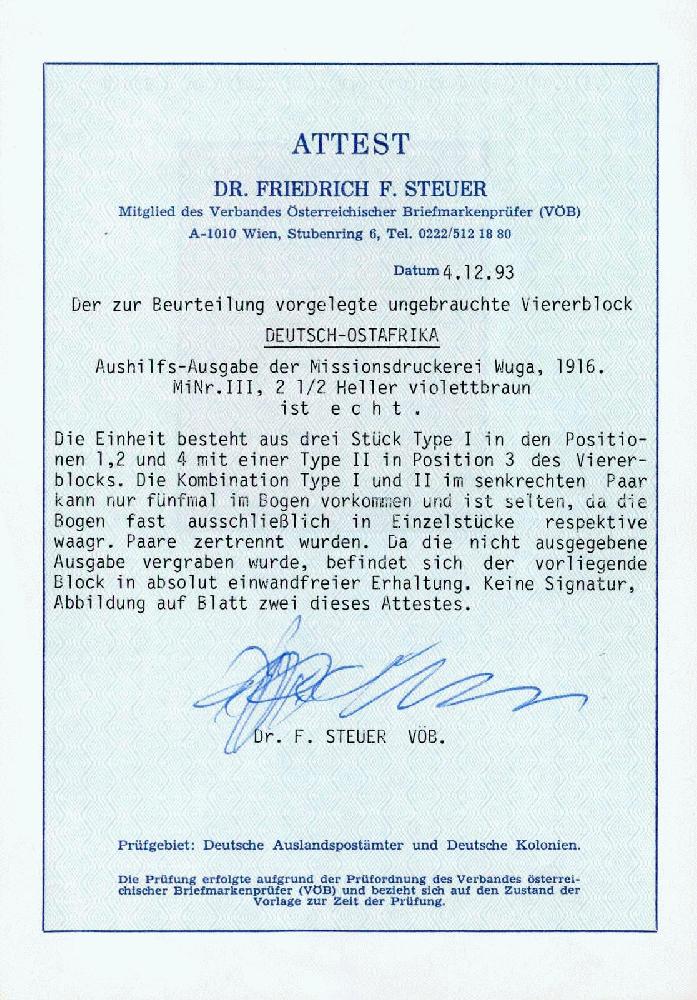 ATTEST
DR. FRIEDRICH F. STEUER
Mitglied des Verbandes Österreichischer Briefmarkenprüfer (VÖB)
A-1010 Wien, Stubenring 6, Tel. 0222/512 18 80
Datum 4.12.93
Der zur Beurteilung vorgelegte ungebrauchte Viererblock
DEUTSCH-OSTAFRIKA
Aushilfs-Ausgabe der Missionsdruckerei Wuga, 1916.
MiNr.III, 2 1/2 Heller violettbraun
ist e c h t .
Die Einheit besteht aus drei Stück Type I in den Positio-
nen 1,2 und 4 mit einer Type II in Position 3 des Vierer-
blocks. Die Kombination Type I und II im senkrechten Paar
kann nur fünfmal im Bogen vorkommen und ist selten, da die
Bogen fast ausschließlich in Einzelstücke respektive
waagr. Paare zertrennt wurden. Da die nicht ausgegebene
Ausgabe vergraben wurde, befindet sich der vorliegende
Block in absolut einwandfreier Erhaltung. Keine Signatur,
Abbildung auf Blatt zwei dieses Attestes.
Dr. F. STEUER VÖB.
Prüfgebiet: Deutsche Auslandspostämter und Deutsche Kolonien.
Die Prüfung erfolgte aufgrund der Prüfordnung des Verbandes österrei-
chischer Briefmarkenprüfer (VÖB) und bezieht sich auf den Zustand der
Vorlage zur Zeit der Prüfung.